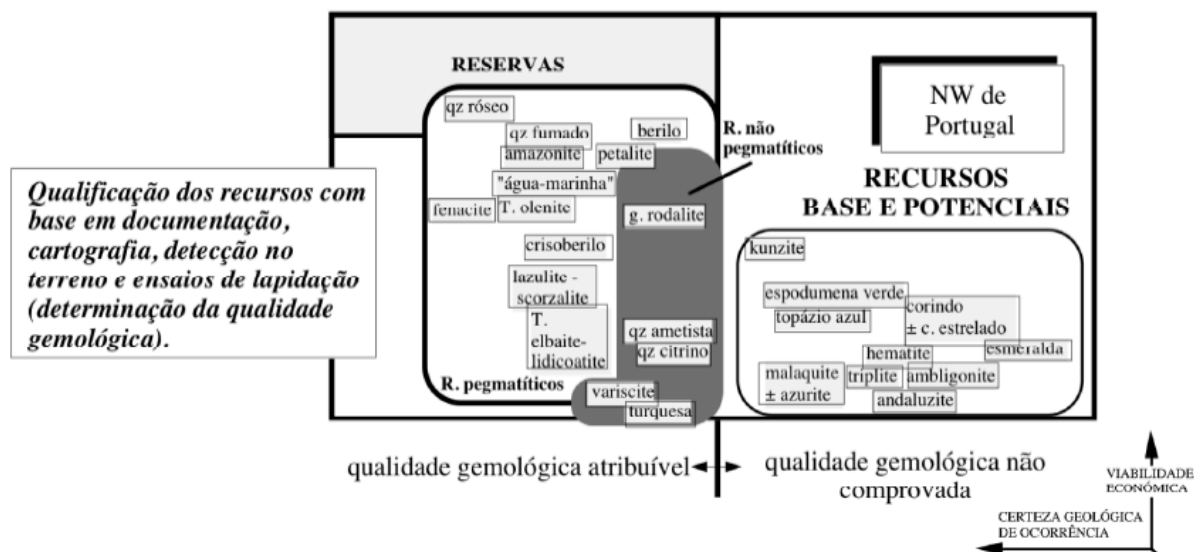 RESERVAS
qz róseo
qz fumado
berilo
amazonite
petalite
"água-marinha"
fenacite
T. olenite
g. rodalite
crisoberilo
lazulite -
scorzalite
T.
elbaite-
lidicoatite
qz ametista
qz citrino
R. pegmatíticos
variscite
turquesa
R. não
pegmatíticos
NW de
Portugal
RECURSOS
BASE E POTENCIAIS
kunzite
espodumena verde
corindo
± c. estrelado
topázio azul
hematite
esmeralda
malaquite
± azurite
triplite
ambligonite
andaluzite
Qualificação dos recursos com
base em documentação,
cartografia, detecção no
terreno e ensaios de lapidação
(determinação da qualidade
gemológica).
qualidade gemológica atribuível
qualidade gemológica não
comprovada
VIABILIDADE
ECONÓMICA
CERTEZA GEOLÓGICA
DE OCORRÊNCIA